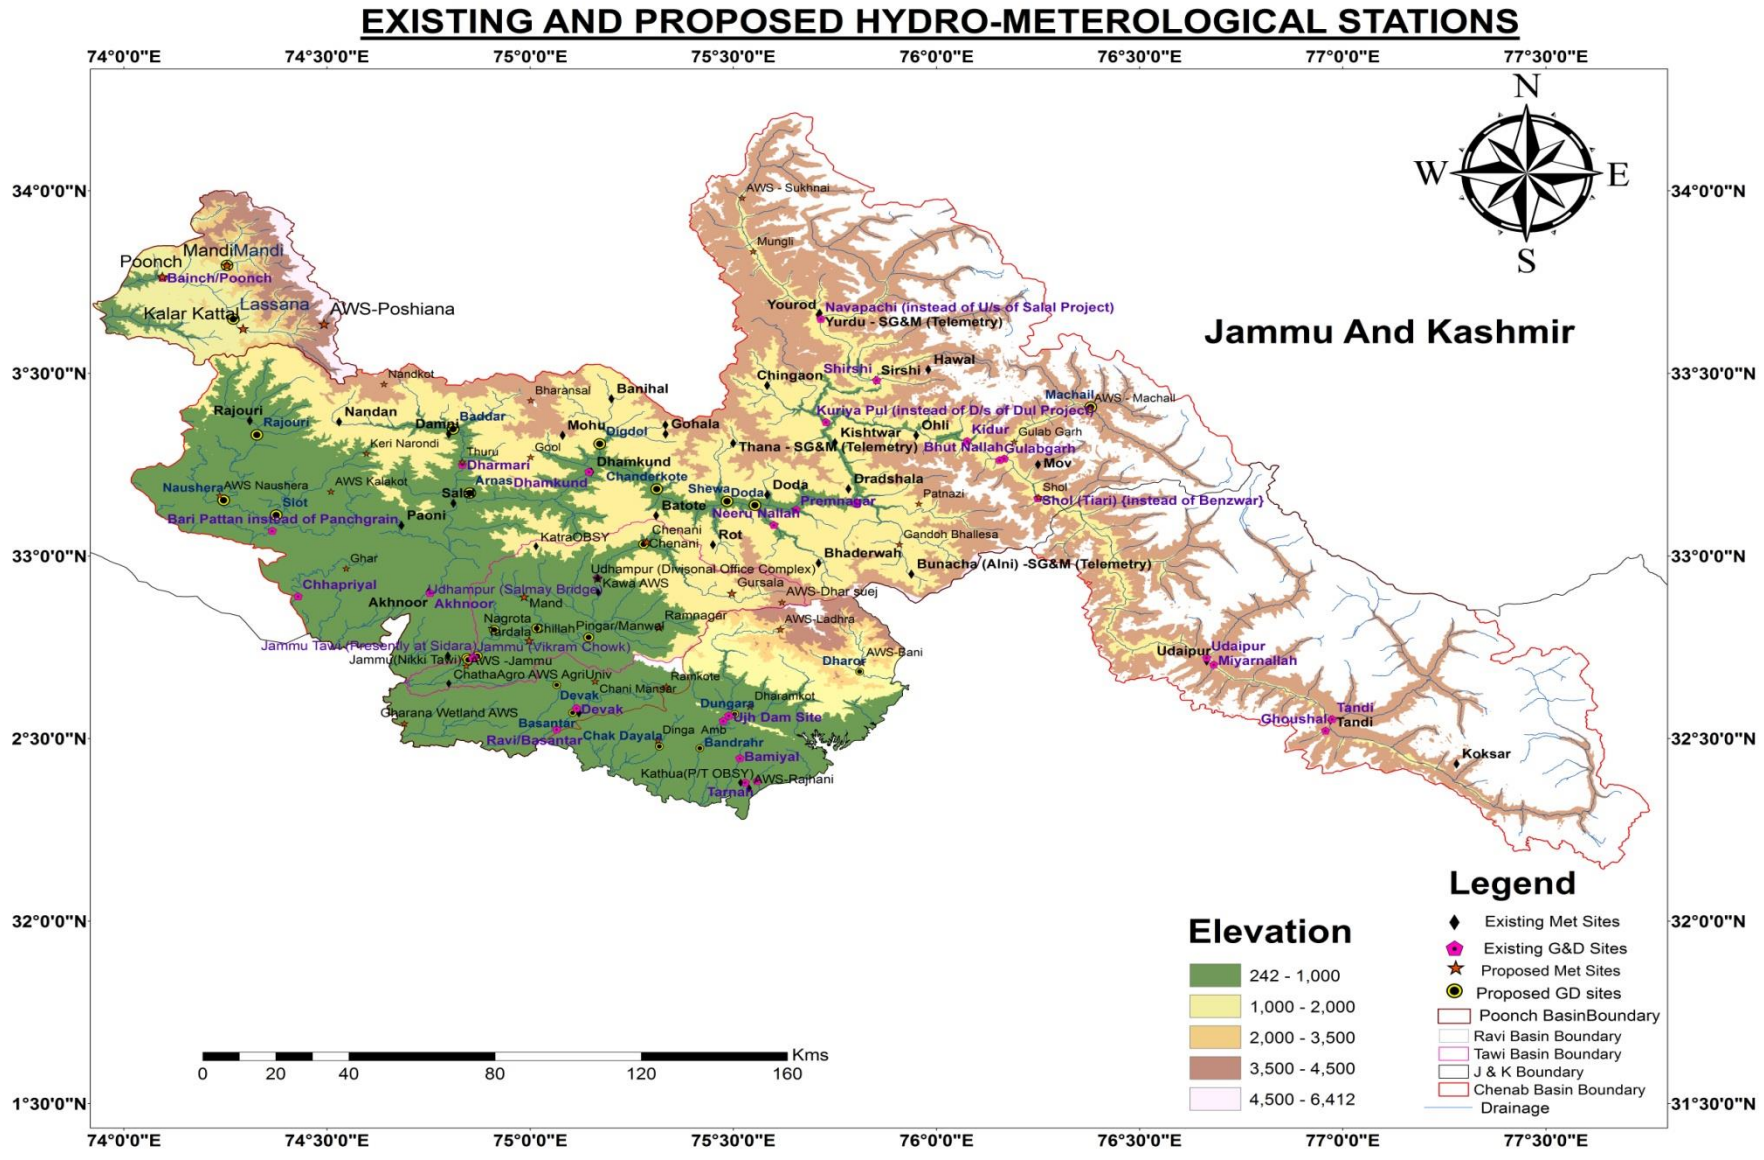 EXISTING AND PROPOSED HYDRO-METEROLOGICAL STATIONS
74°0'0"E 74°30'0"E 75°0'0"E 75°30'0"E 76°0'0"E 76°30'0"E 77°0'0"E 77°30'0"E
N
W E
S
34°0'0"N 34°0'0"N
AWS - Sukhnai
Mungli
MandiMandi
Poonch
Bainch/Poonch
Lassana
Kalar Kattal
AWS-Poshiana
Yourod
Navapachi (instead of U/s of Salal Project)
Yurdu - SG&M (Telemetry)
Jammu And Kashmir
3°30'0"N 33°30'0"N
Nandkot
Bharansal
Banihal
Chingaon
Shirshi
Sirshi
Hawal
Machail
AWS - Machail
Rajouri
Rajouri
Nandan
Damni
Baddar
Mohu
Digdol
Gohala
Kuriya Pul (instead of D/s of Dul Project)
Ohli
Kidur
Gulab Garh
Keri Narondi
Thuru
Dharmari
Gool
Dhamkund
Dhamkund
Thana - SG&M (Telemetry)
Kishtwar
Bhut Nallah
Gulabgarh
Mov
Naushera
AWS Naushera
AWS Kalakot
Arnas
Chanderkote
Shewa
Doda
Doda
Dradshala
Patnazi
Shol
Shol (Tiari) {instead of Benzwar}
Slot
Bari Pattan instead of Panchgrain
Paoni
Batote
Neeru Nallah
Premnagar
KatraOBSY
Chenani
Chenani
Rot
Gandoh Bhallesa
33°0'0"N 33°0'0"N
Ghar
Udhampur (Divisonal Office Complex)
Bhaderwah
Bunacha (Alni) -SG&M (Telemetry)
Chhapriyal
Udhampur (Salmay Bridge)
Kawa AWS
Gursala
AWS-Dhar suej
Akhnoor
Akhnoor
Mand
Nagrota
Tardala
Chillah
Pingar/Manwal
Ramnagar
AWS-Ladhra
Jammu Tawi (Presently at Sidara)
Jammu (Vikram Chowk)
Jammu(Nikki Tawi)
AWS -Jammu
AWS-Bani
Dharor
Udaipur
Udaipur
Miyarnallah
ChathaAgro AWS AgriUniv
Chani Mansar
Ramkote
Dharamkot
Devak
Devak
Gharana Wetland AWS
Basantar
Dungara
Ujh Dam Site
Tandi
Ghoushal
Tandi
Ravi/Basantar
Chak Dayala
Dinga Amb
Bandrahr
Bamiyal
2°30'0"N 32°30'0"N
Koksar
Kathua(P/T OBSY)
AWS-Rajhani
Tarnah
32°0'0"N 32°0'0"N
Legend
Existing Met Sites
Existing G&D Sites
Proposed Met Sites
Proposed GD sites
Poonch BasinBoundary
Ravi Basin Boundary
Tawi Basin Boundary
J & K Boundary
Chenab Basin Boundary
Drainage
Elevation
242 - 1,000
1,000 - 2,000
2,000 - 3,500
3,500 - 4,500
4,500 - 6,412
Kms
0 20 40 80 120 160
1°30'0"N 31°30'0"N
74°0'0"E 74°30'0"E 75°0'0"E 75°30'0"E 76°0'0"E 76°30'0"E 77°0'0"E 77°30'0"E